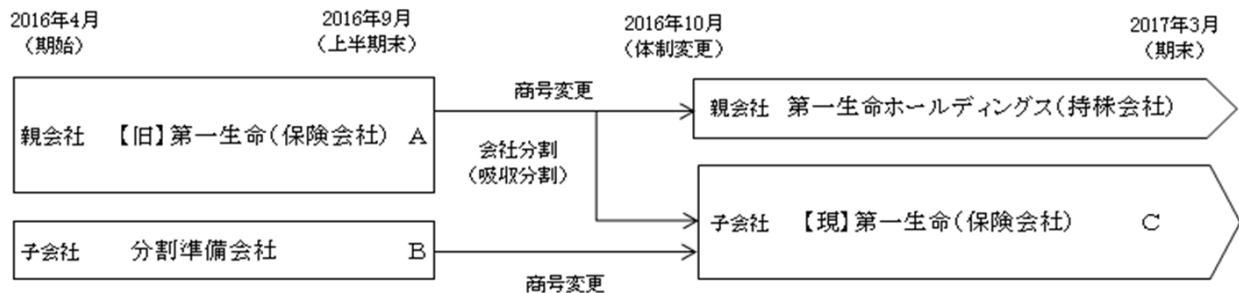 2016年4月
（期始）
2016年9月
（上半期末）
2016年10月
（体制変更）
2017年3月
（期末）
親会社 【旧】第一生命（保険会社） A
商号変更
親会社 第一生命ホールディングス（持株会社）
会社分割
（吸収分割）
子会社 【現】第一生命（保険会社） C
子会社 分割準備会社 B
商号変更